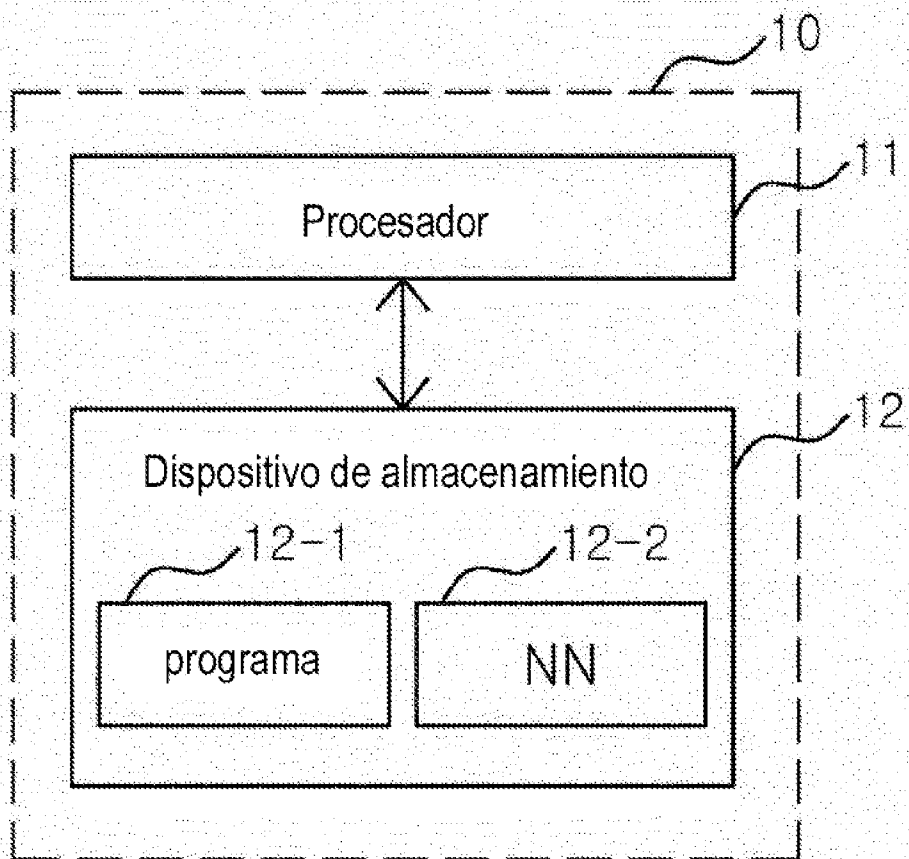 10
11
Procesador
12
Dispositivo de almacenamiento
12-1
12-2
programa
NN